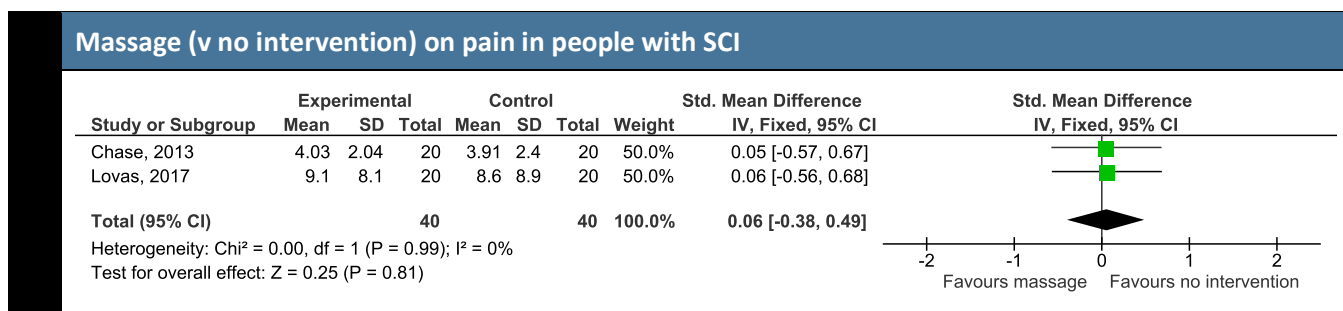 Massage (v no intervention) on pain in people with SCI
Experimental Control Std. Mean Difference Std. Mean Difference
Study or Subgroup Mean SD Total Mean SD Total Weight IV, Fixed, 95% CI IV, Fixed, 95% CI
Chase, 2013 4.03 2.04 20 3.91 2.4 20 50.0% 0.05 [-0.57, 0.67]
Lovas, 2017 9.1 8.1 20 8.6 8.9 20 50.0% 0.06 [-0.56, 0.68]
Total (95% CI) 40 40 100.0% 0.06 [-0.38, 0.49]
Heterogeneity: Chi² = 0.00, df = 1 (P = 0.99); I² = 0%
Test for overall effect: Z = 0.25 (P = 0.81)
-2 -1 0 1 2
Favours massage Favours no intervention